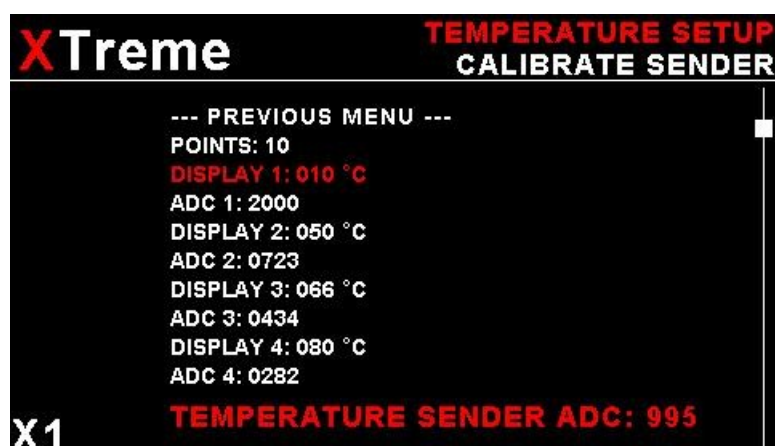 XTreme
TEMPERATURE SETUP
CALIBRATE SENDER
--- PREVIOUS MENU ---
POINTS: 10
DISPLAY 1: 010 °C
ADC 1: 2000
DISPLAY 2: 050 °C
ADC 2: 0723
DISPLAY 3: 066 °C
ADC 3: 0434
DISPLAY 4: 080 °C
ADC 4: 0282
TEMPERATURE SENDER ADC: 995
X1